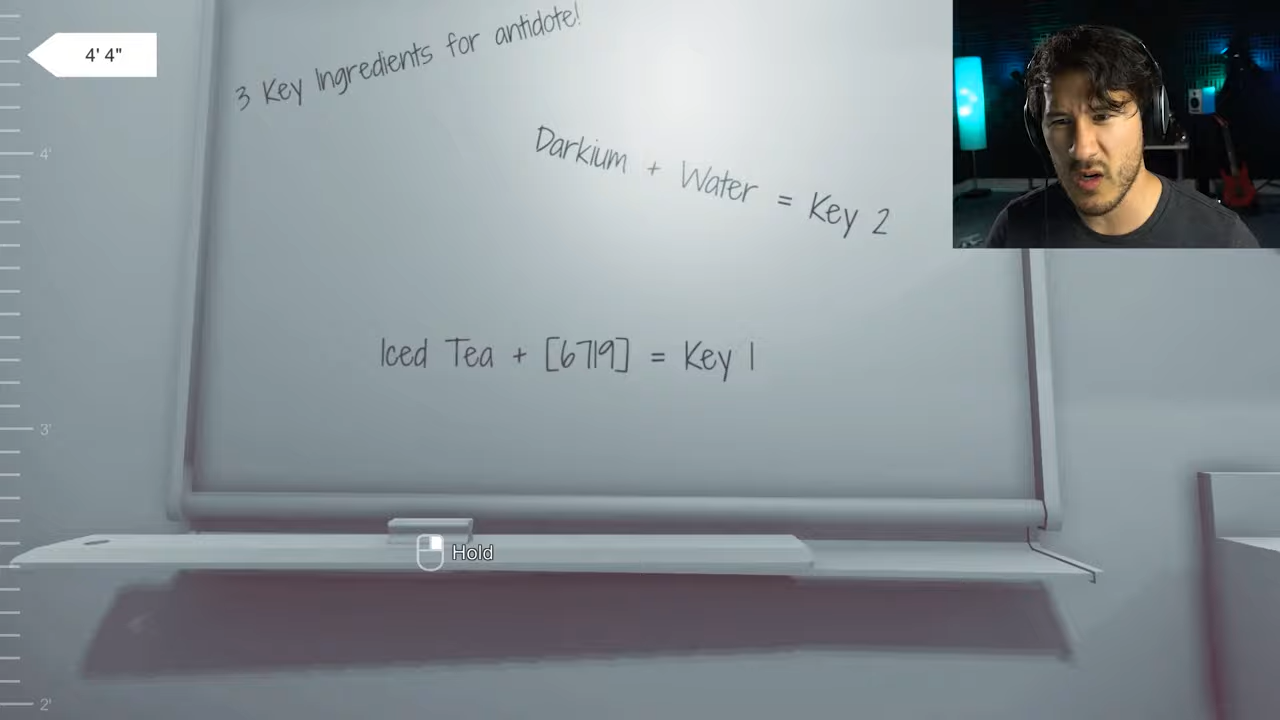 4' 4"
3 Key Ingredients for antidote!
4'
Darkium + Water = Key 2
Iced Tea + [6719] = Key 1
3'
Hold
2'